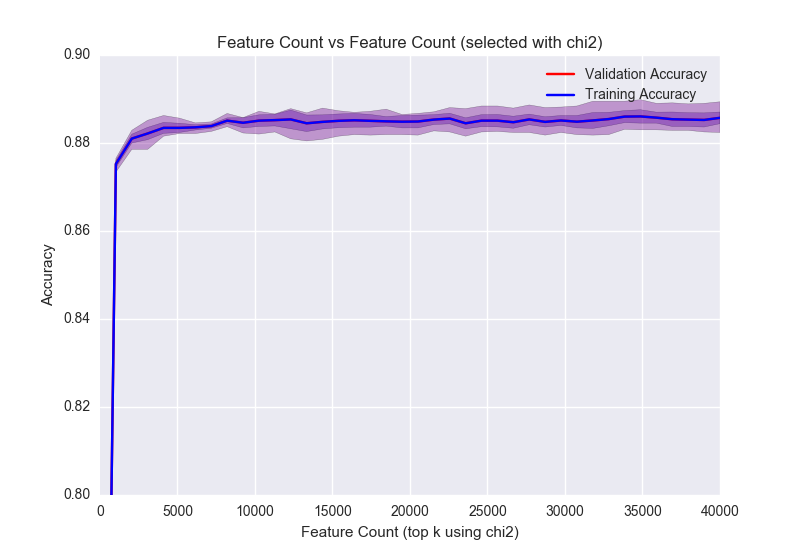 Feature Count vs Feature Count (selected with chi2)
0.90
Validation Accuracy
Training Accuracy
0.88
0.86
Accuracy
0.84
0.82
0.80
0 5000 10000 15000 20000 25000 30000 35000 40000
Feature Count (top k using chi2)